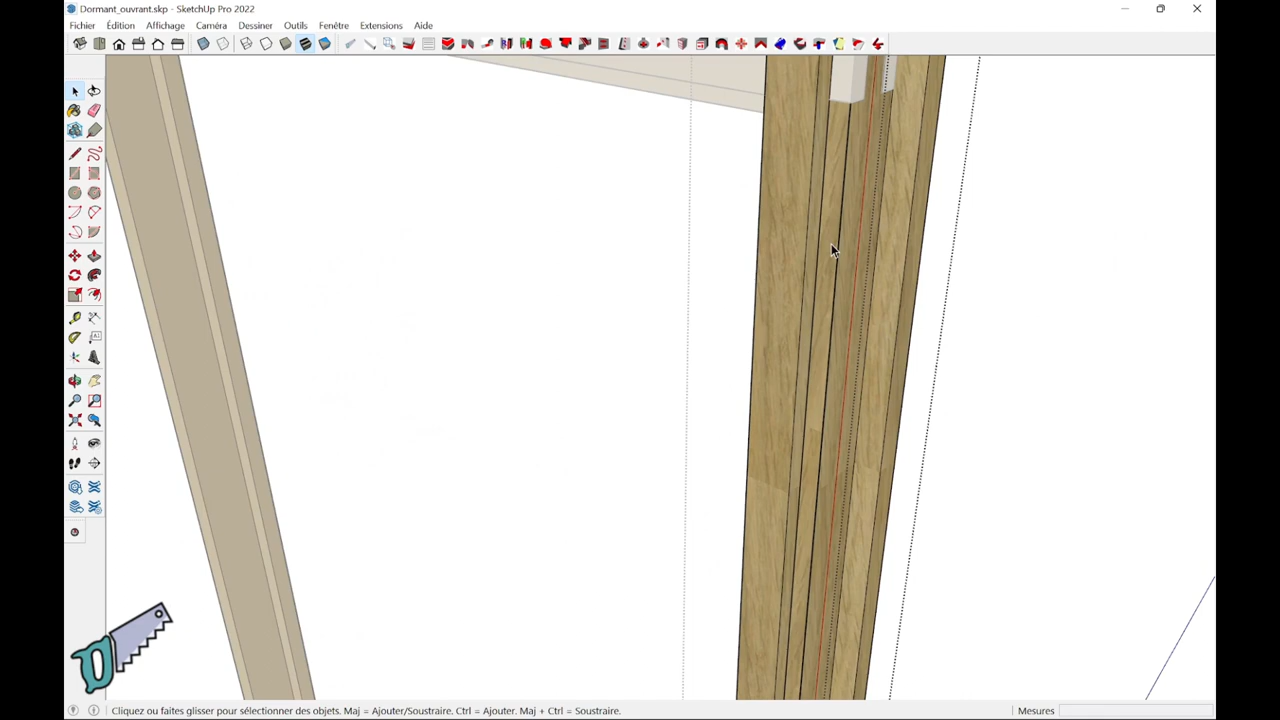 Dormant_ouvrant.skp - SketchUp Pro 2022
Fichier Édition Affichage Caméra Dessiner Outils Fenêtre Extensions Aide
Cliquez ou faites glisser pour sélectionner des objets. Maj = Ajouter/Soustraire. Ctrl = Ajouter. Maj + Ctrl = Soustraire.
Mesures